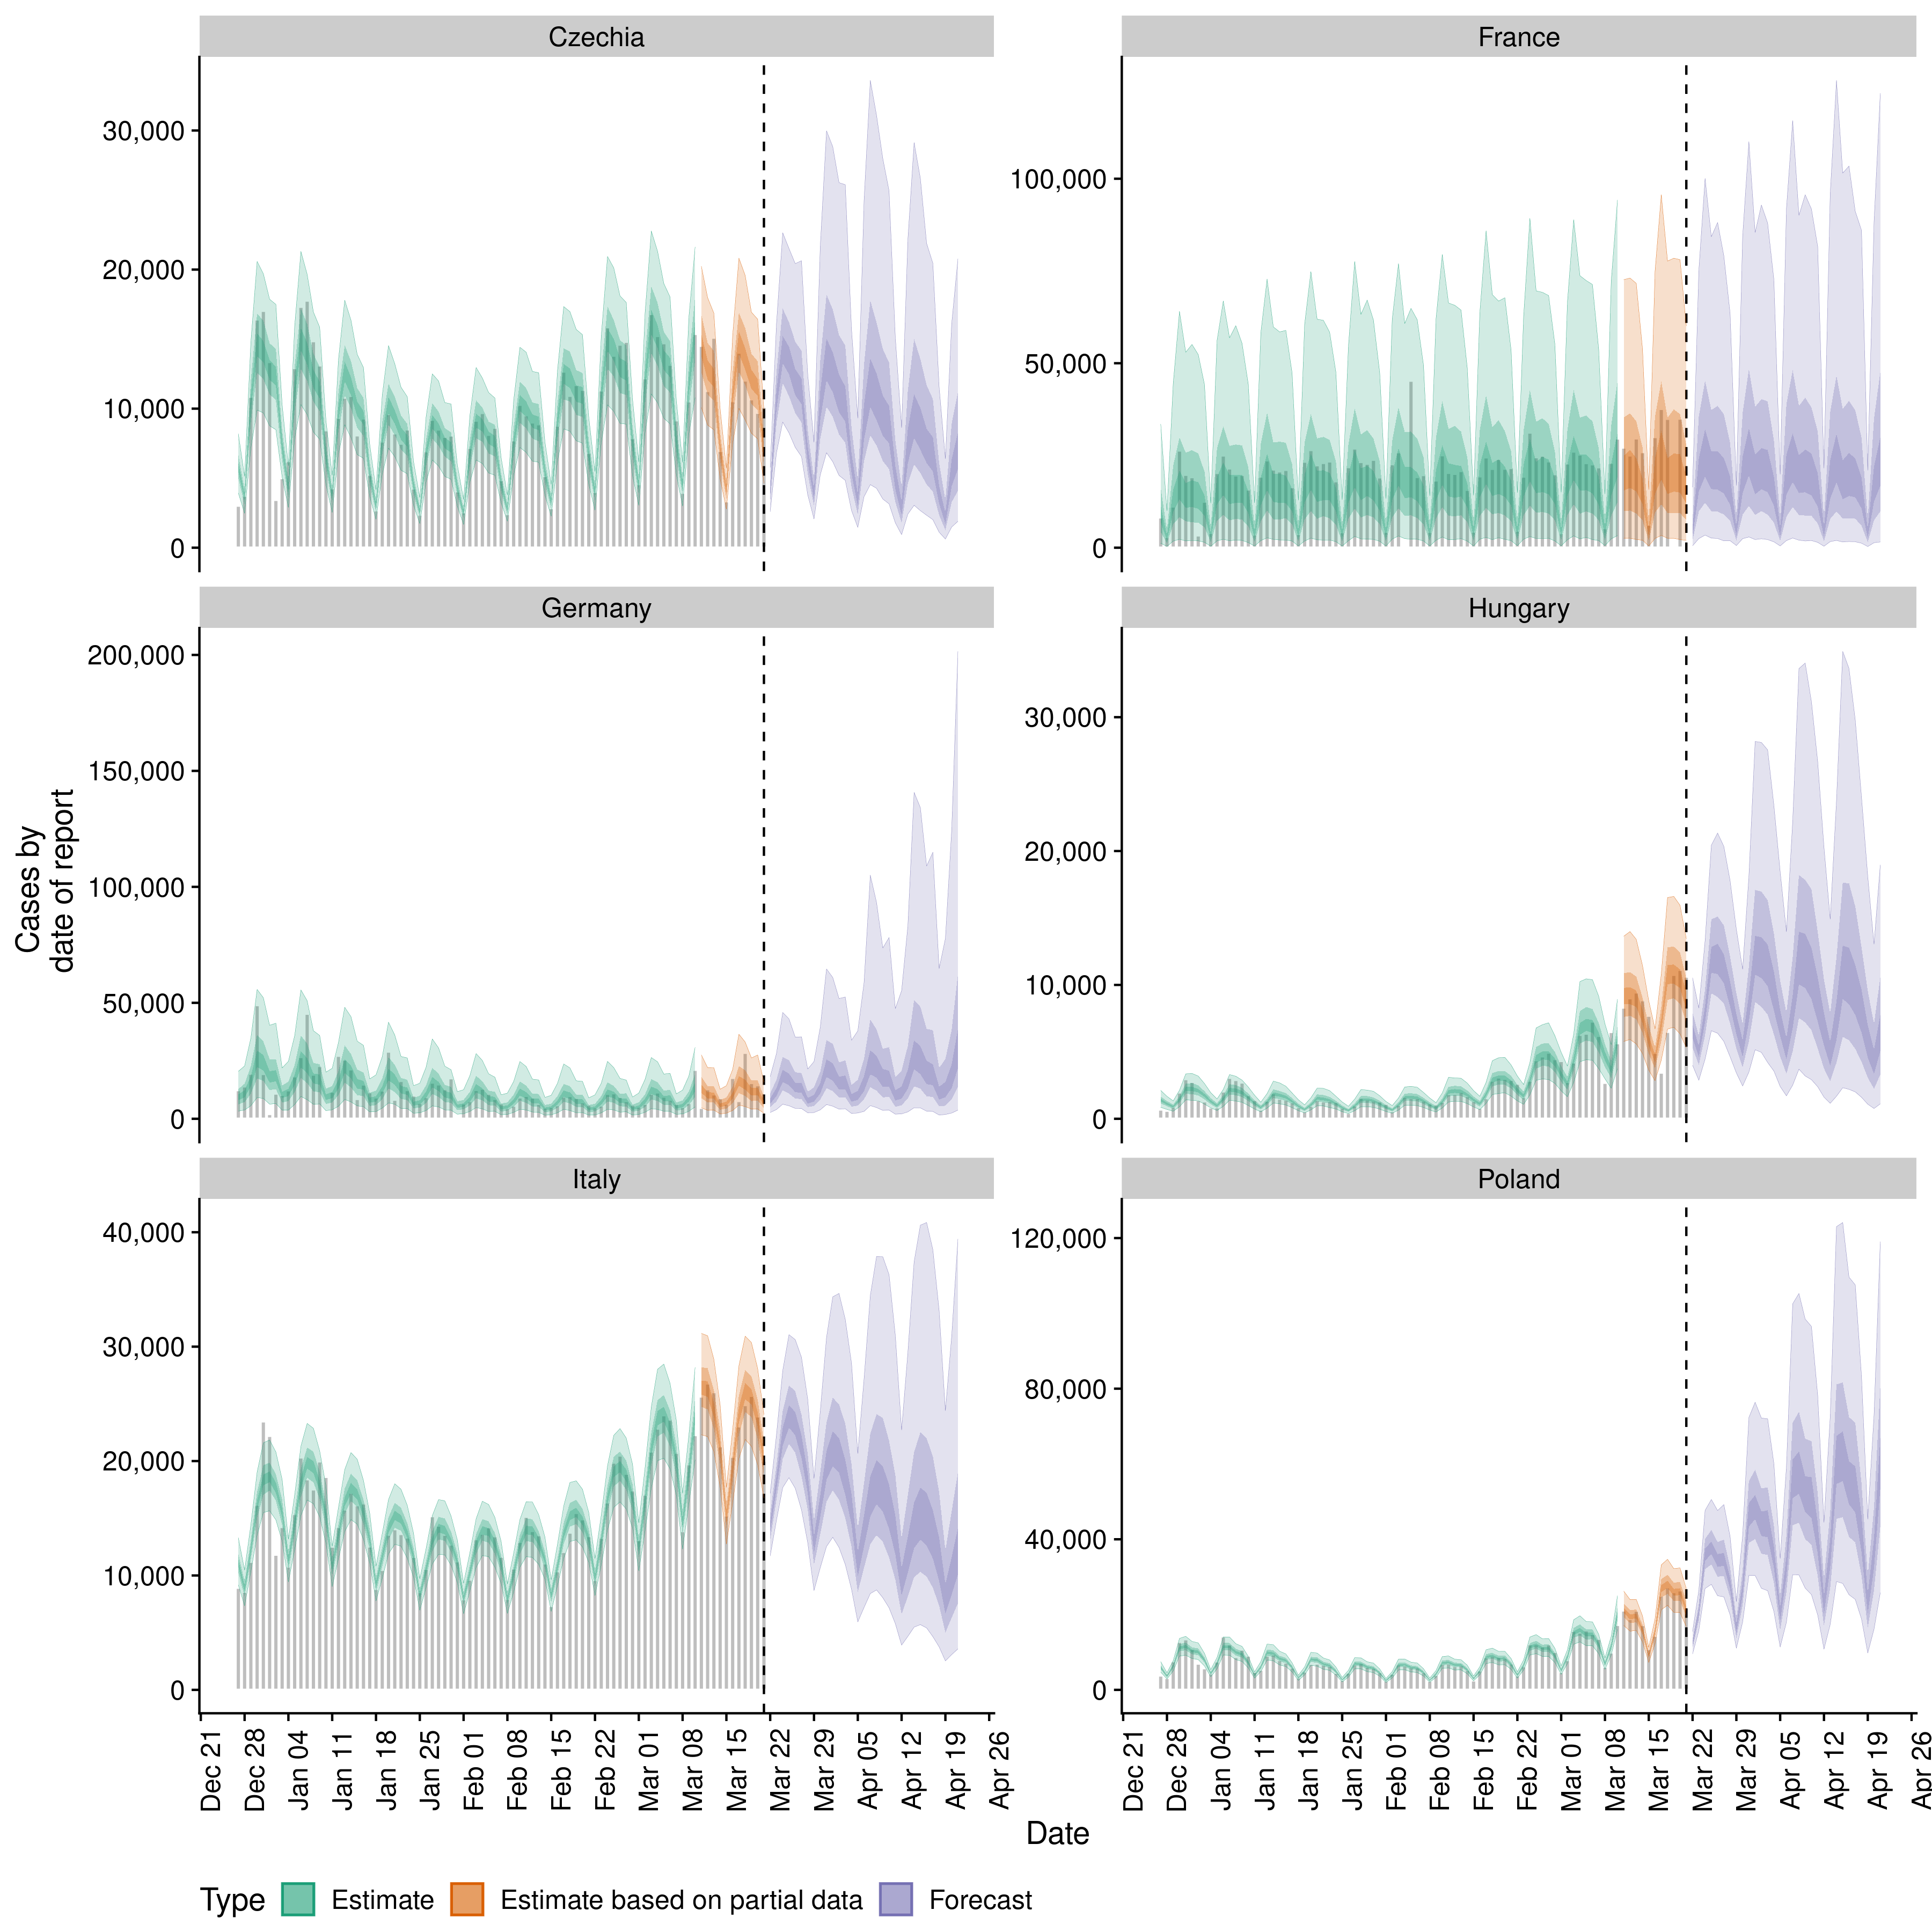 Czechia
France
30,000
20,000
10,000
0
100,000
50,000
0
Germany
Hungary
200,000
150,000
100,000
50,000
0
30,000
20,000
10,000
0
Italy
Poland
40,000
30,000
20,000
10,000
0
120,000
80,000
40,000
0
Cases by
date of report
Dec 21
Dec 28
Jan 04
Jan 11
Jan 18
Jan 25
Feb 01
Feb 08
Feb 15
Feb 22
Mar 01
Mar 08
Mar 15
Mar 22
Mar 29
Apr 05
Apr 12
Apr 19
Apr 26
Dec 21
Dec 28
Jan 04
Jan 11
Jan 18
Jan 25
Feb 01
Feb 08
Feb 15
Feb 22
Mar 01
Mar 08
Mar 15
Mar 22
Mar 29
Apr 05
Apr 12
Apr 19
Apr 26
Date
Type Estimate Estimate based on partial data Forecast